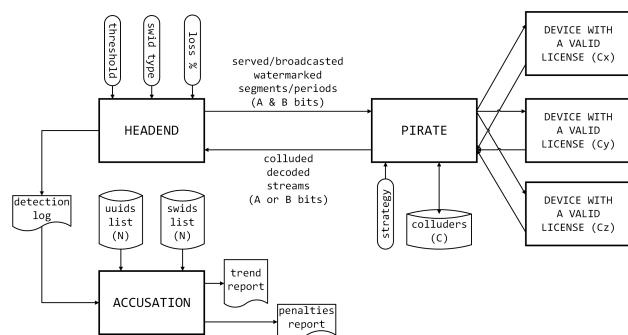 threshold
swid type
loss %
served/broadcasted
watermarked
segments/periods
(A & B bits)
HEADEND
PIRATE
colluded
decoded
streams
(A or B bits)
DEVICE WITH
A VALID
LICENSE (Cx)
DEVICE WITH
A VALID
LICENSE (Cy)
DEVICE WITH
A VALID
LICENSE (Cz)
strategy
colluders
(C)
detection
log
uuids
list
(N)
swids
list
(N)
ACCUSATION
trend
report
penalties
report